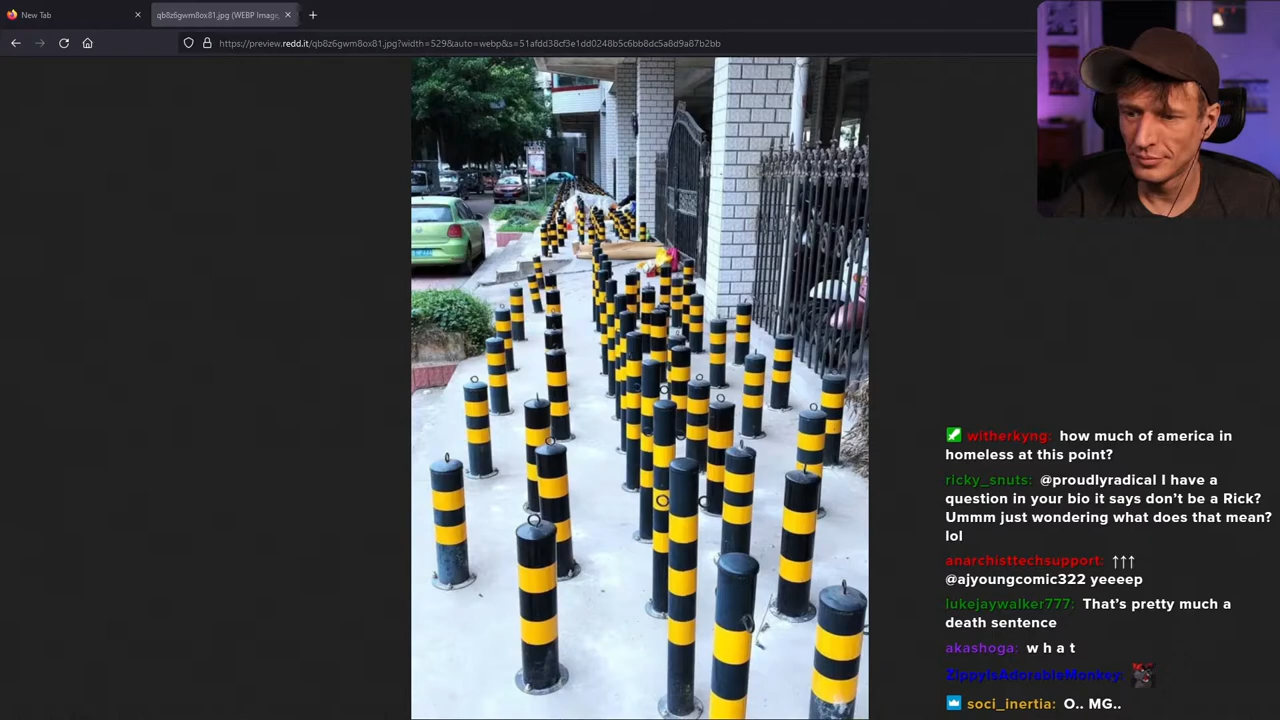 New Tab
qb8z6gwm8ox81.jpg (WEBP Image,
https://preview.redd.it/qb8z6gwm8ox81.jpg?width=529&auto=webp&s=51afdd38cf3e1dd0248b5c6bb8dc5a8d9a87b2bb
witherkyng: how much of america in
homeless at this point?
ricky_snuts: @proudlyradical I have a
question in your bio it says don't be a Rick?
Ummm just wondering what does that mean?
lol
anarchisttechsupport: ↑↑↑
@ajyoungcomic322 yeeeep
lukejaywalker777: That's pretty much a
death sentence
akashoga: w h a t
ZippyIsAdorableMonkey:
soci_inertia: O.. MG..